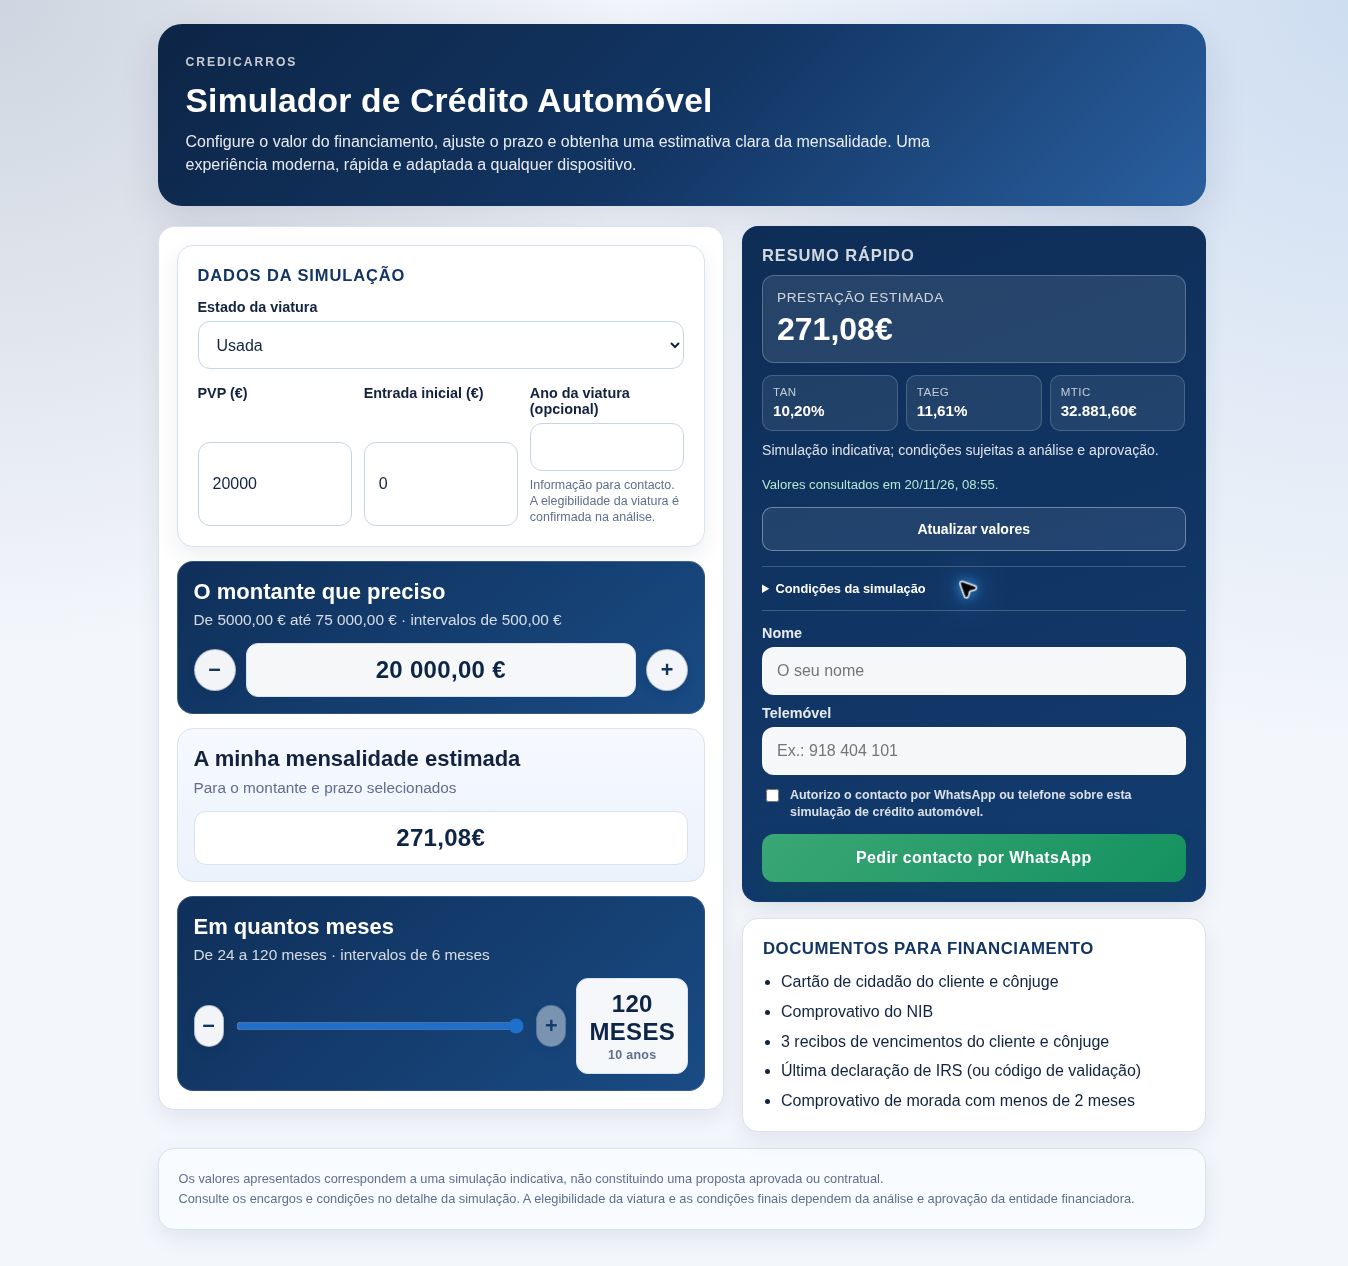 CREDICARROS
Simulador de Crédito Automóvel
Configure o valor do financiamento, ajuste o prazo e obtenha uma estimativa clara da mensalidade. Uma
experiência moderna, rápida e adaptada a qualquer dispositivo.
DADOS DA SIMULAÇÃO
Estado da viatura
Usada
PVP (€)
20000
Entrada inicial (€)
0
Ano da viatura
(opcional)
Informação para contacto.
A elegibilidade da viatura é
confirmada na análise.
O montante que preciso
De 5000,00 € até 75 000,00 € · intervalos de 500,00 €
− 20 000,00 € +
A minha mensalidade estimada
Para o montante e prazo selecionados
271,08€
Em quantos meses
De 24 a 120 meses · intervalos de 6 meses
− +
120
MESES
10 anos
RESUMO RÁPIDO
PRESTAÇÃO ESTIMADA
271,08€
TAN
10,20%
TAEG
11,61%
MTIC
32.881,60€
Simulação indicativa; condições sujeitas a análise e aprovação.
Valores consultados em 20/11/26, 08:55.
Atualizar valores
Condições da simulação
Nome
O seu nome
Telemóvel
Ex.: 918 404 101
Autorizo o contacto por WhatsApp ou telefone sobre esta
simulação de crédito automóvel.
Pedir contacto por WhatsApp
DOCUMENTOS PARA FINANCIAMENTO
• Cartão de cidadão do cliente e cônjuge
• Comprovativo do NIB
• 3 recibos de vencimentos do cliente e cônjuge
• Última declaração de IRS (ou código de validação)
• Comprovativo de morada com menos de 2 meses
Os valores apresentados correspondem a uma simulação indicativa, não constituindo uma proposta aprovada ou contratual.
Consulte os encargos e condições no detalhe da simulação. A elegibilidade da viatura e as condições finais dependem da análise e aprovação da entidade financiadora.